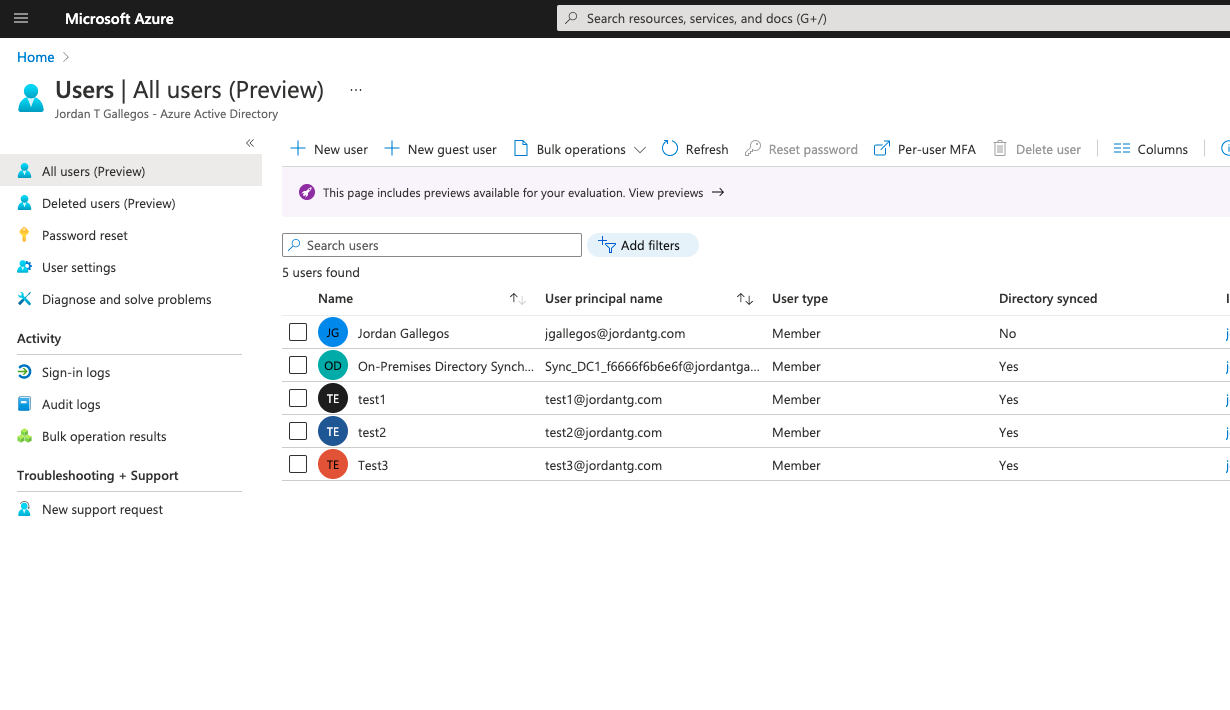 Microsoft Azure
Search resources, services, and docs (G+/)
Home
Users | All users (Preview) ...
Jordan T Gallegos - Azure Active Directory
All users (Preview)
Deleted users (Preview)
Password reset
User settings
Diagnose and solve problems
Activity
Sign-in logs
Audit logs
Bulk operation results
Troubleshooting + Support
New support request
New user New guest user Bulk operations Refresh Reset password Per-user MFA Delete user Columns
This page includes previews available for your evaluation. View previews →
Search users Add filters
5 users found
Name User principal name User type Directory synced
JG Jordan Gallegos jgallegos@jordantg.com Member No
OD On-Premises Directory Synch... Sync_DC1_f6666f6b6e6f@jordantga... Member Yes
TE test1 test1@jordantg.com Member Yes
TE test2 test2@jordantg.com Member Yes
TE Test3 test3@jordantg.com Member Yes